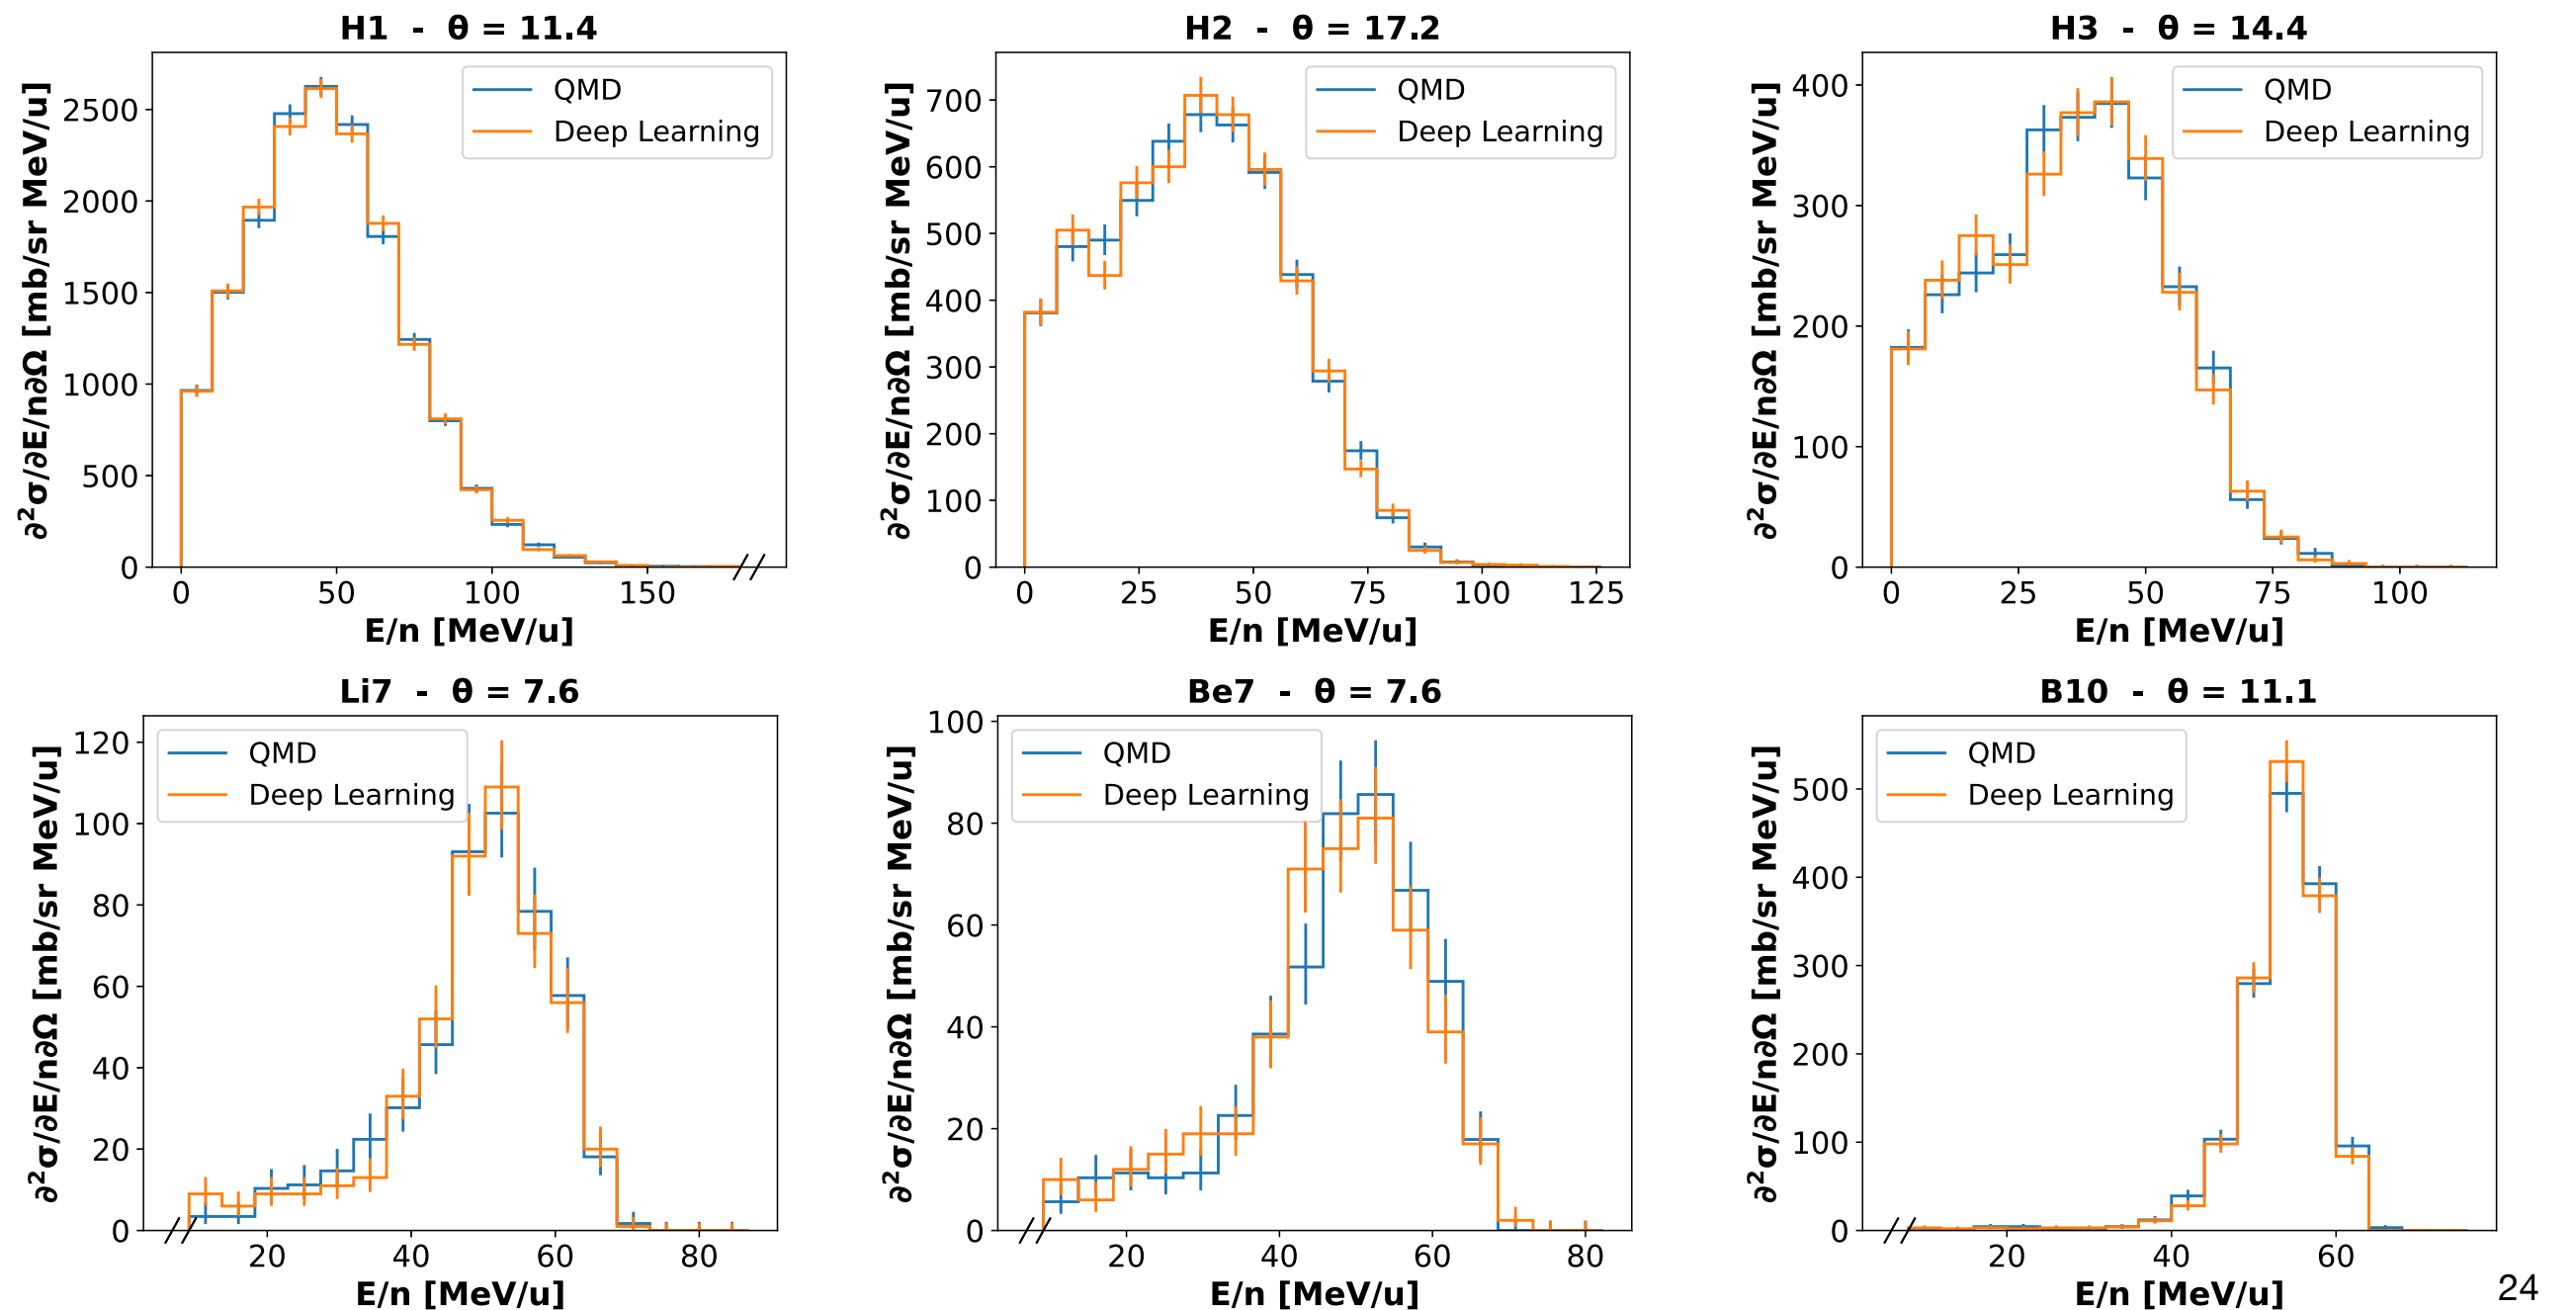 H1 - θ = 11.4
∂²σ/∂E/n∂Ω [mb/sr MeV/u]
2500
2000
1500
1000
500
0
QMD
Deep Learning
0 50 100 150
E/n [MeV/u]
H2 - θ = 17.2
∂²σ/∂E/n∂Ω [mb/sr MeV/u]
700
600
500
400
300
200
100
0
QMD
Deep Learning
0 25 50 75 100 125
E/n [MeV/u]
H3 - θ = 14.4
∂²σ/∂E/n∂Ω [mb/sr MeV/u]
400
300
200
100
0
QMD
Deep Learning
0 25 50 75 100
E/n [MeV/u]
Li7 - θ = 7.6
∂²σ/∂E/n∂Ω [mb/sr MeV/u]
120
100
80
60
40
20
0
QMD
Deep Learning
20 40 60 80
E/n [MeV/u]
Be7 - θ = 7.6
∂²σ/∂E/n∂Ω [mb/sr MeV/u]
100
80
60
40
20
0
QMD
Deep Learning
20 40 60 80
E/n [MeV/u]
B10 - θ = 11.1
∂²σ/∂E/n∂Ω [mb/sr MeV/u]
500
400
300
200
100
0
QMD
Deep Learning
20 40 60
E/n [MeV/u]
24